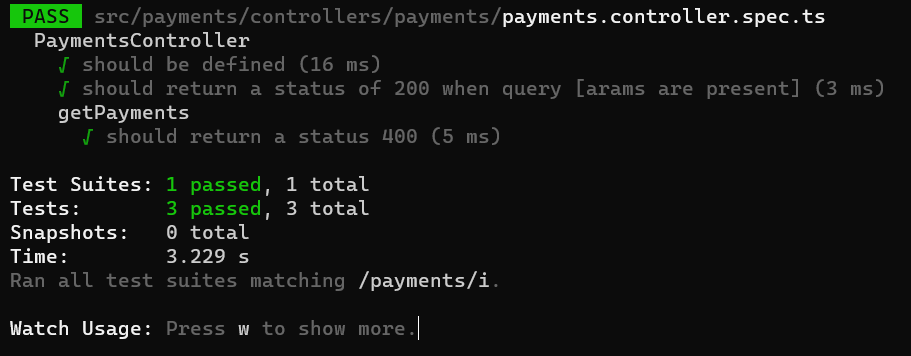 PASS src/payments/controllers/payments/payments.controller.spec.ts
PaymentsController
√ should be defined (16 ms)
√ should return a status of 200 when query [arams are present] (3 ms)
getPayments
√ should return a status 400 (5 ms)
Test Suites: 1 passed, 1 total
Tests: 3 passed, 3 total
Snapshots: 0 total
Time: 3.229 s
Ran all test suites matching /payments/i.
Watch Usage: Press w to show more.